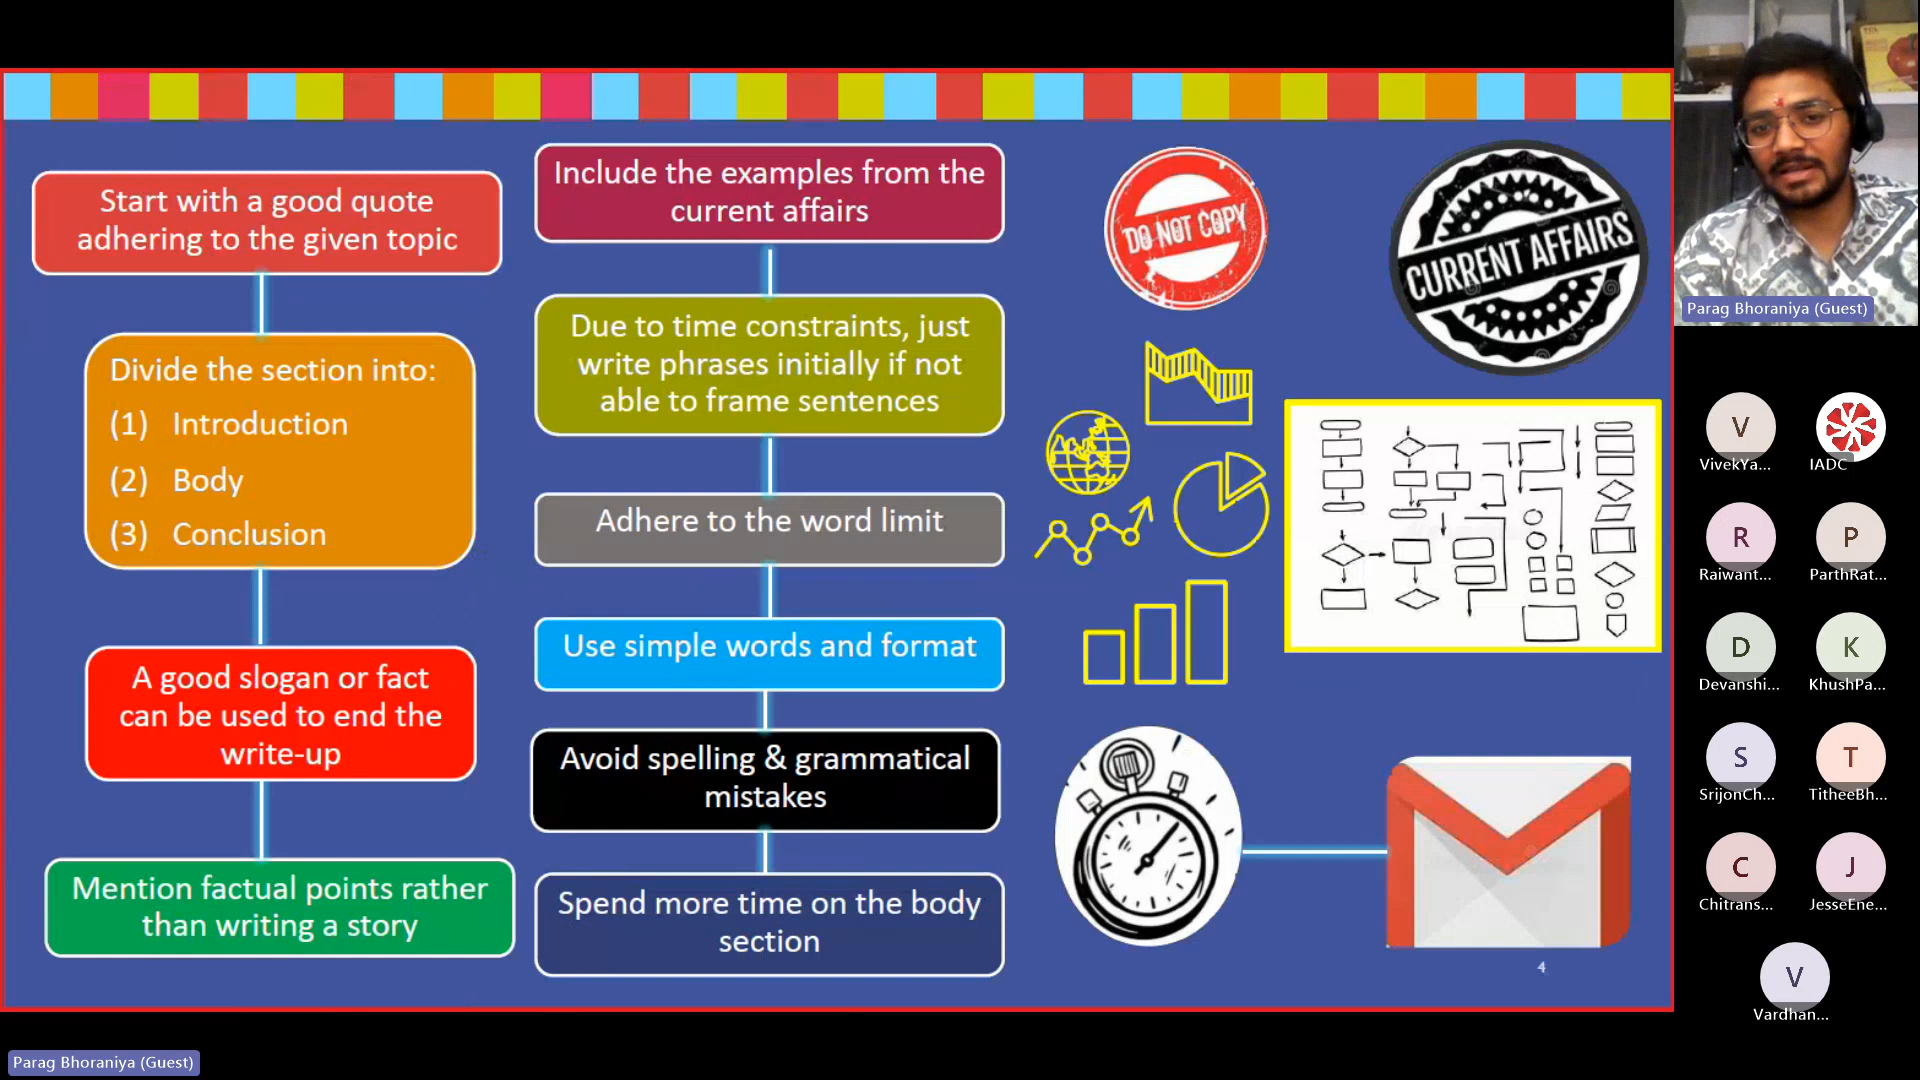 Start with a good quote
adhering to the given topic
Divide the section into:
(1) Introduction
(2) Body
(3) Conclusion
A good slogan or fact
can be used to end the
write-up
Mention factual points rather
than writing a story
Include the examples from the
current affairs
Due to time constraints, just
write phrases initially if not
able to frame sentences
Adhere to the word limit
Use simple words and format
Avoid spelling & grammatical
mistakes
Spend more time on the body
section
DO NOT COPY
CURRENT AFFAIRS
4
Parag Bhoraniya (Guest)
V
VivekYa...
IADC
R
Raiwant...
P
ParthRat...
D
Devanshi...
K
KhushPa...
S
SrijonCh...
T
TitheeBh...
C
Chitrans...
J
JesseEne...
V
Vardhan...
Parag Bhoraniya (Guest)